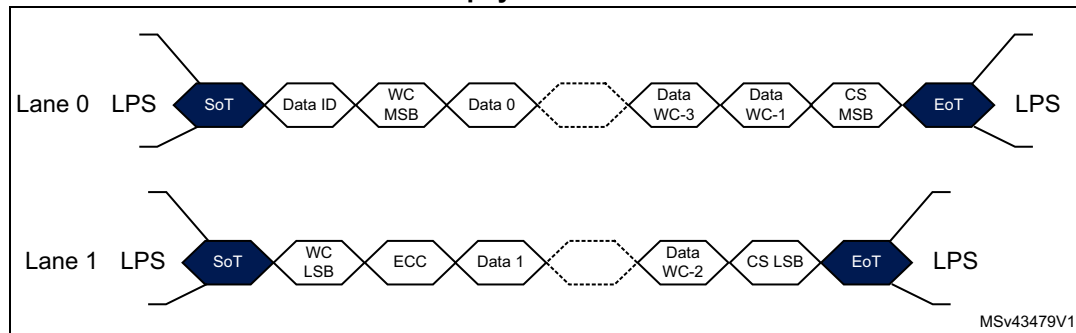 Lane 0 LPS SoT Data ID WC MSB Data 0 Data WC-3 Data WC-1 CS MSB EoT LPS
Lane 1 LPS SoT WC LSB ECC Data 1 Data WC-2 CS LSB EoT LPS
MSv43479V1